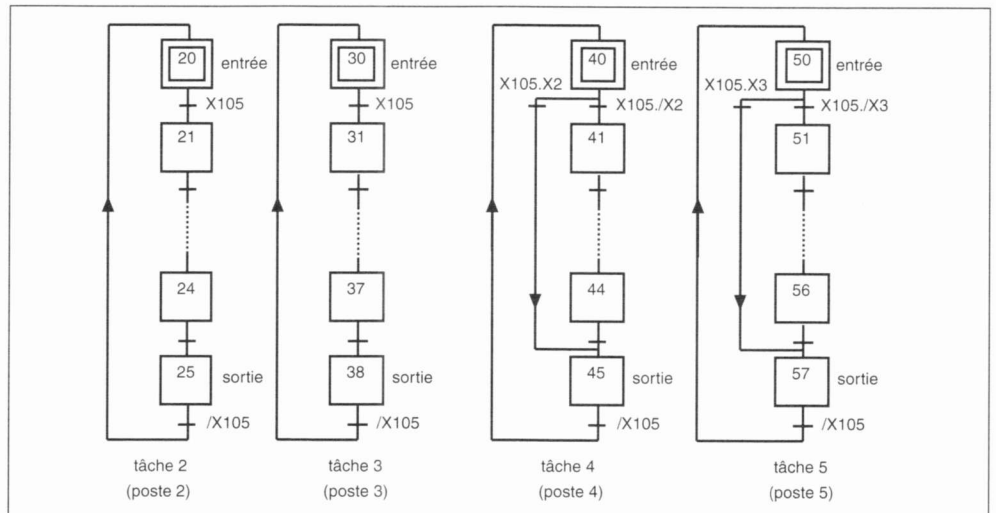 20 entrée 30 entrée 40 entrée 50 entrée
X105.X2 X105.X3
X105 X105 X105./X2 X105./X3
21 31 41 51
24 37 44 56
25 sortie 38 sortie 45 sortie 57 sortie
/X105 /X105 /X105 /X105
tâche 2 tâche 3 tâche 4 tâche 5
(poste 2) (poste 3) (poste 4) (poste 5)